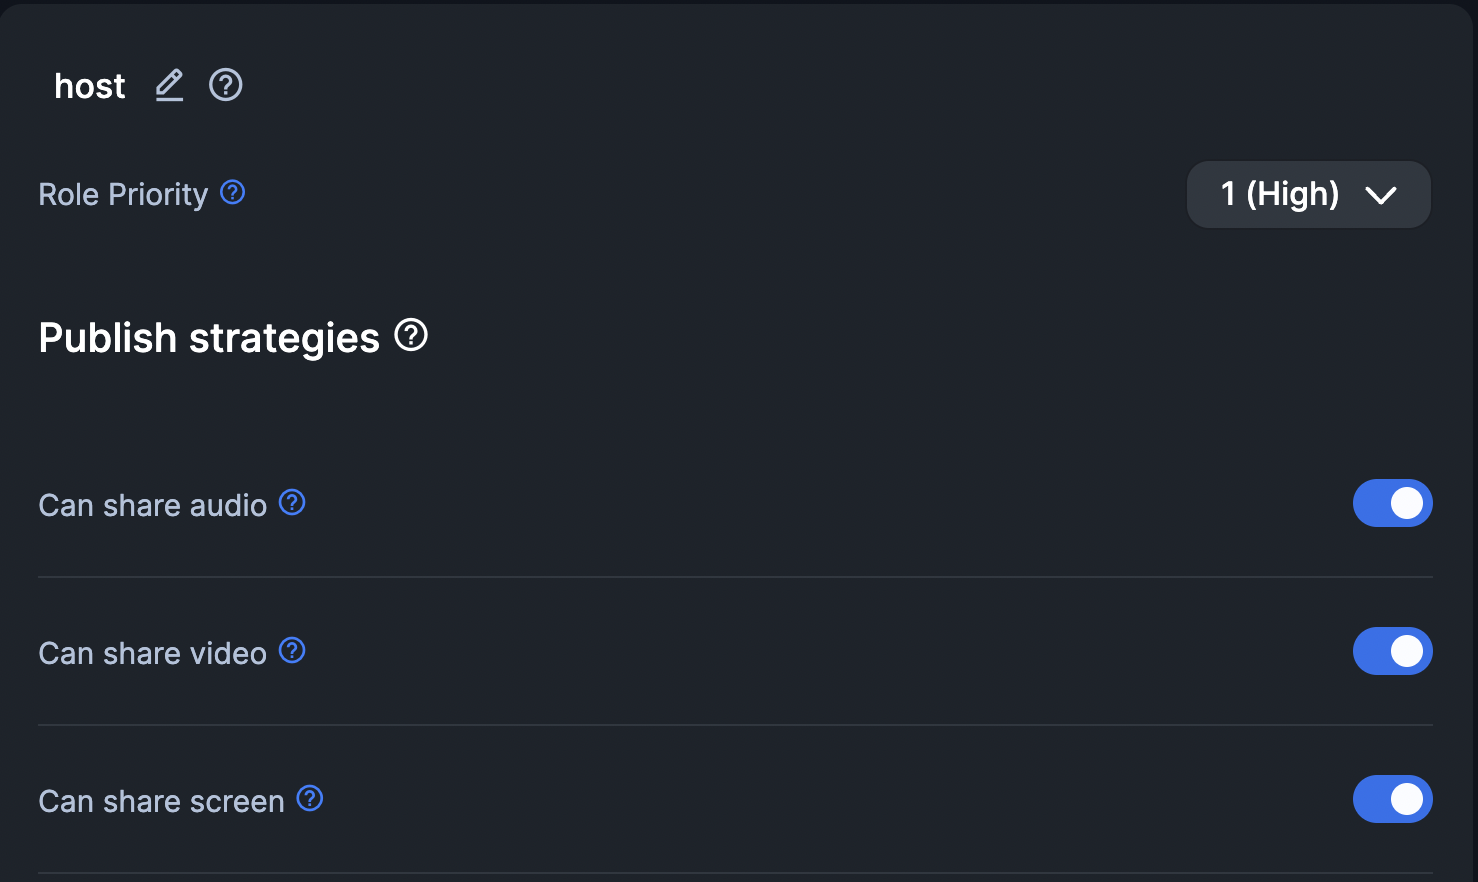 host
Role Priority
1 (High)
Publish strategies
Can share audio
Can share video
Can share screen